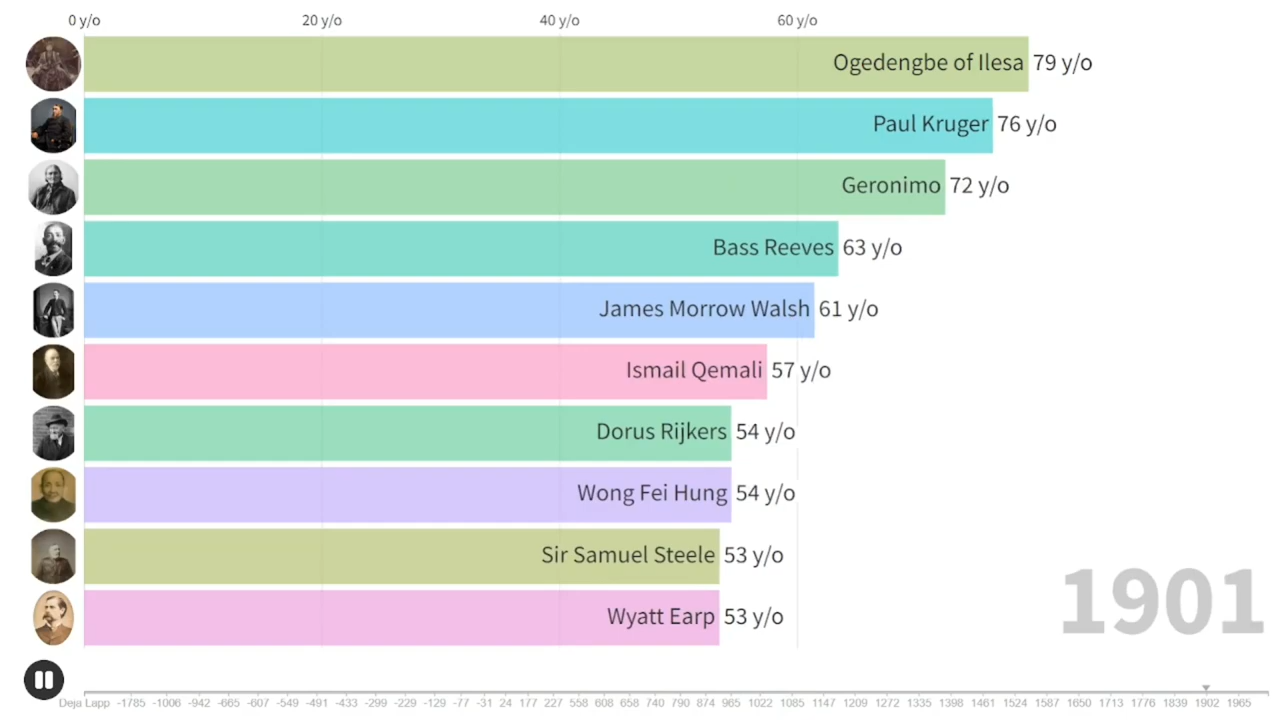 0 y/o 20 y/o 40 y/o 60 y/o
Ogedengbe of Ilesa 79 y/o
Paul Kruger 76 y/o
Geronimo 72 y/o
Bass Reeves 63 y/o
James Morrow Walsh 61 y/o
Ismail Qemali 57 y/o
Dorus Rijkers 54 y/o
Wong Fei Hung 54 y/o
Sir Samuel Steele 53 y/o
Wyatt Earp 53 y/o
1901
Deja Lapp -1785 -1006 -942 -665 -607 -549 -491 -433 -299 -229 -129 -77 -31 24 177 227 558 608 658 740 790 874 965 1022 1085 1147 1209 1272 1335 1398 1461 1524 1587 1650 1713 1776 1839 1902 1965